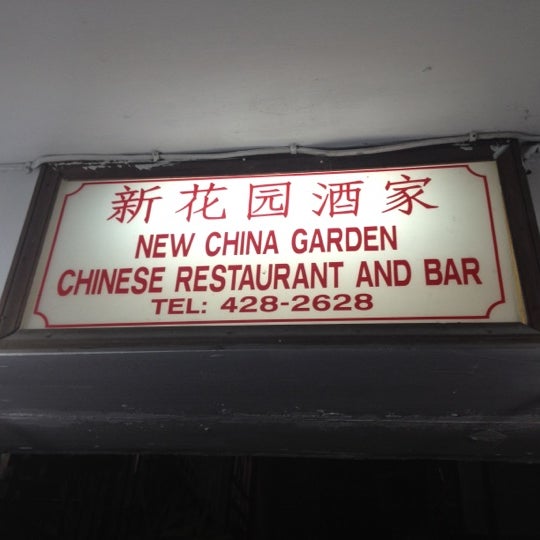 新花园酒家
NEW CHINA GARDEN
CHINESE RESTAURANT AND BAR
TEL: 428-2628